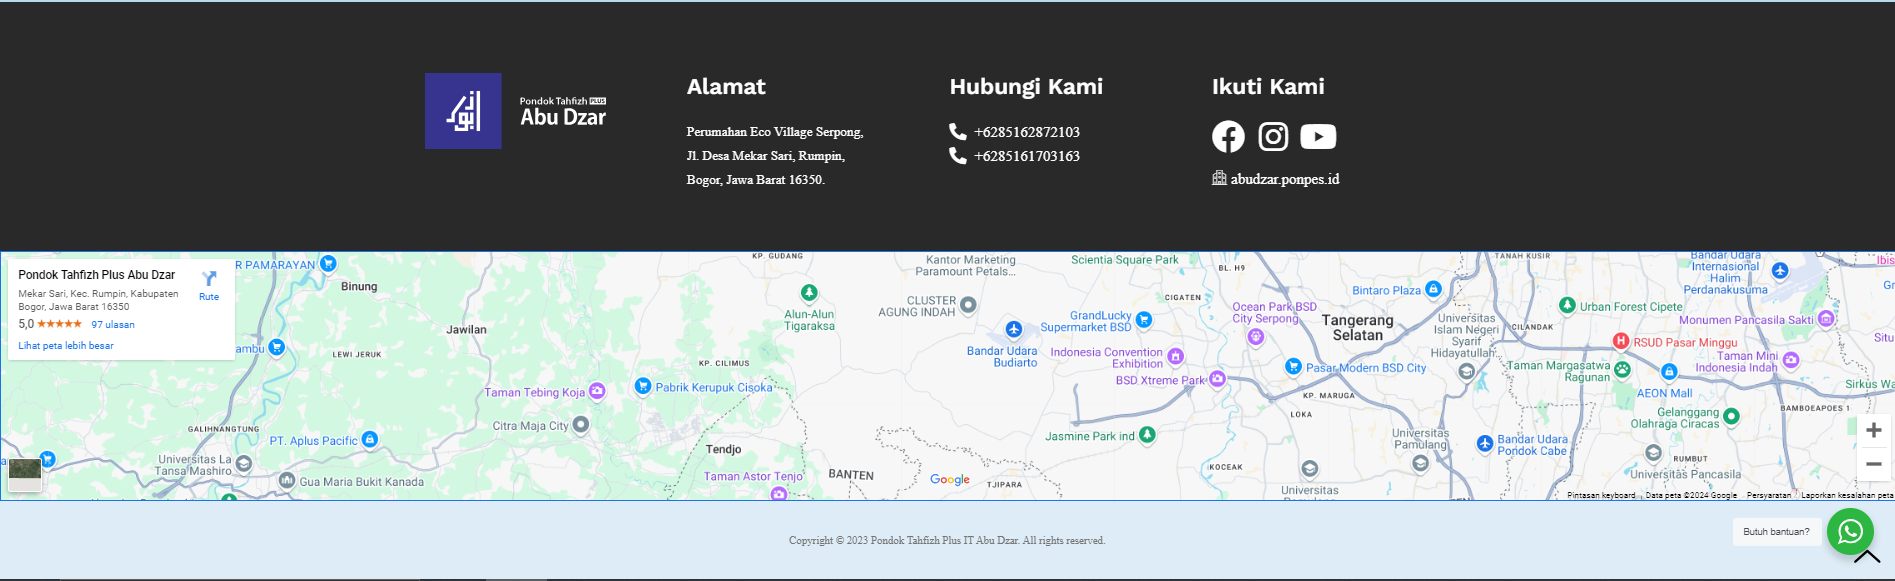 Pondok Tahfizh PLUS
Abu Dzar
Alamat
Perumahan Eco Village Serpong,
Jl. Desa Mekar Sari, Rumpin,
Bogor, Jawa Barat 16350.
Hubungi Kami
+6285162872103
+6285161703163
Ikuti Kami
abudzar.ponpes.id
Pondok Tahfizh Plus Abu Dzar
Mekar Sari, Kec. Rumpin, Kabupaten
Bogor, Jawa Barat 16350
5,0 ★★★★★ 97 ulasan
Lihat peta lebih besar
Rute
R PAMARAYAN
Binung
Jawilan
LEWI JERUK
GALIHNANGTUNG
PT. Aplus Pacific
Universitas La
Tansa Mashiro
Gua Maria Bukit Kanada
KP. GUDANG
Alun-Alun
Tigaraksa
KP. CILIMUS
Taman Tebing Koja
Pabrik Kerupuk Cisoka
Citra Maja City
Tendjo
Taman Astor Tenjo
BANTEN
Kantor Marketing
Paramount Petals...
CLUSTER
AGUNG INDAH
Bandar Udara
Budiarto
Google
TJIPARA
Scientia Square Park
CIGATEN
GrandLucky
Supermarket BSD
Indonesia Convention
Exhibition
BSD Xtreme Park
Jasmine Park ind
BL. H9
Ocean Park BSD
City Serpong
Bintaro Plaza
Tangerang
Selatan
Pasar Modern BSD City
KP. MARUGA
LOKA
KOCEAK
Universitas
Universitas
Pamulang
Universitas
Islam Negeri
Syarif
Hidayatullah
TANAH KUSIR
CILANDAK
Urban Forest Cipete
RSUD Pasar Minggu
Taman Margasatwa
Ragunan
Bandar Udara
Pondok Cabe
Bandar Udara
Internasional
Halim
Perdanakusuma
Monumen Pancasila Sakti
Taman Mini
Indonesia Indah
AEON Mall
Gelanggang
Olahraga Ciracas
BAMBOEAPOES 1
RUMBUT
Universitas Pancasila
Pintasan keyboard
Data peta ©2024 Google
Persyaratan
Laporkan kesalahan peta
Copyright © 2023 Pondok Tahfizh Plus IT Abu Dzar. All rights reserved.
Butuh bantuan?